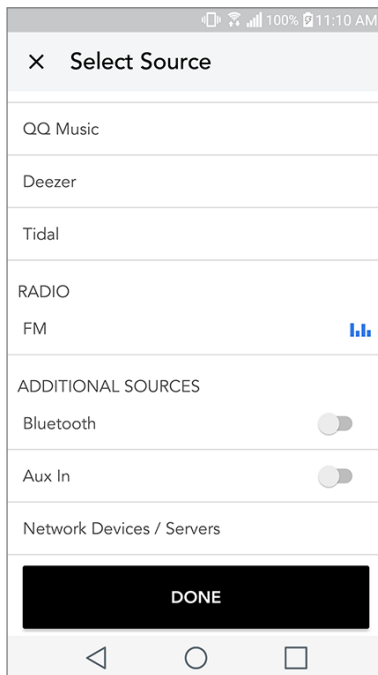 100% 11:10 AM
Select Source
QQ Music
Deezer
Tidal
RADIO
FM
ADDITIONAL SOURCES
Bluetooth
Aux In
Network Devices / Servers
DONE